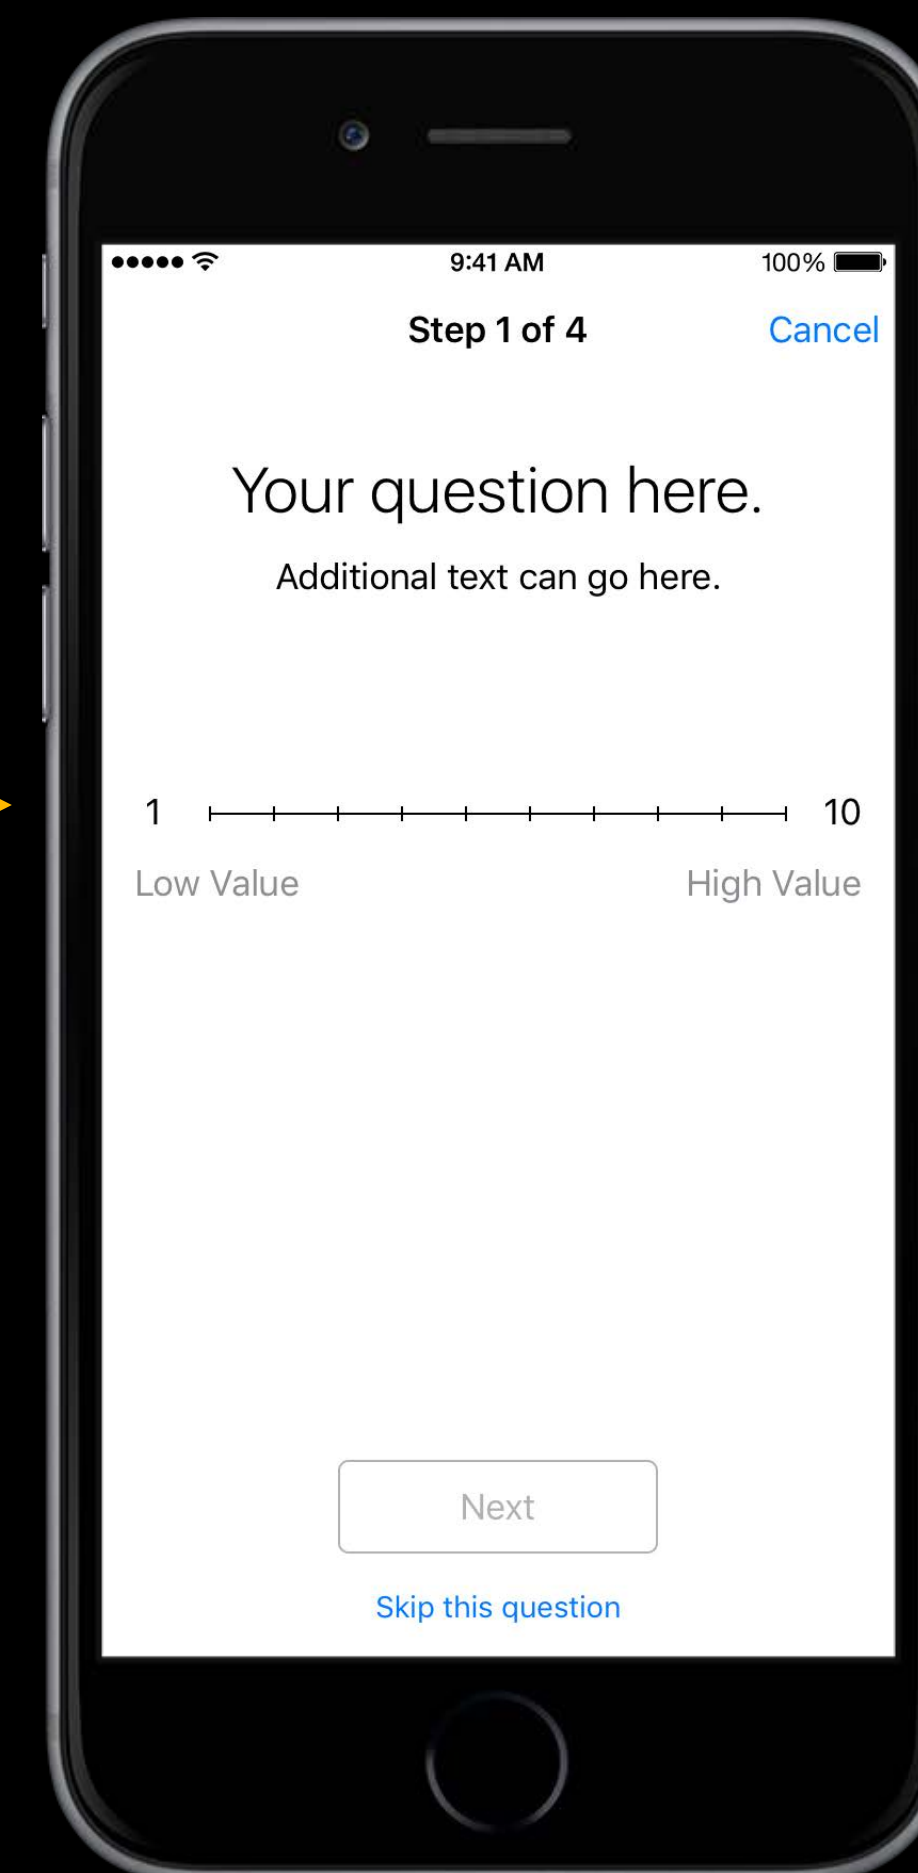 9:41 AM 100%
Step 1 of 4 Cancel
Your question here.
Additional text can go here.
1 10
Low Value High Value
Next
Skip this question